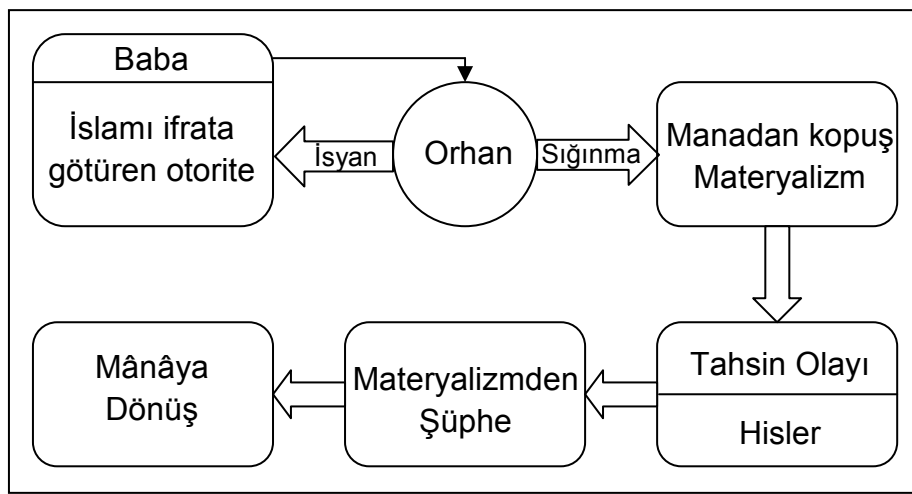 Baba
İslamı ifrata
götüren otorite
İsyan
Orhan
Sığınma
Manadan kopuş
Materyalizm
Tahsin Olayı
Hisler
Materyalizmden
Şüphe
Mânâya
Dönüş